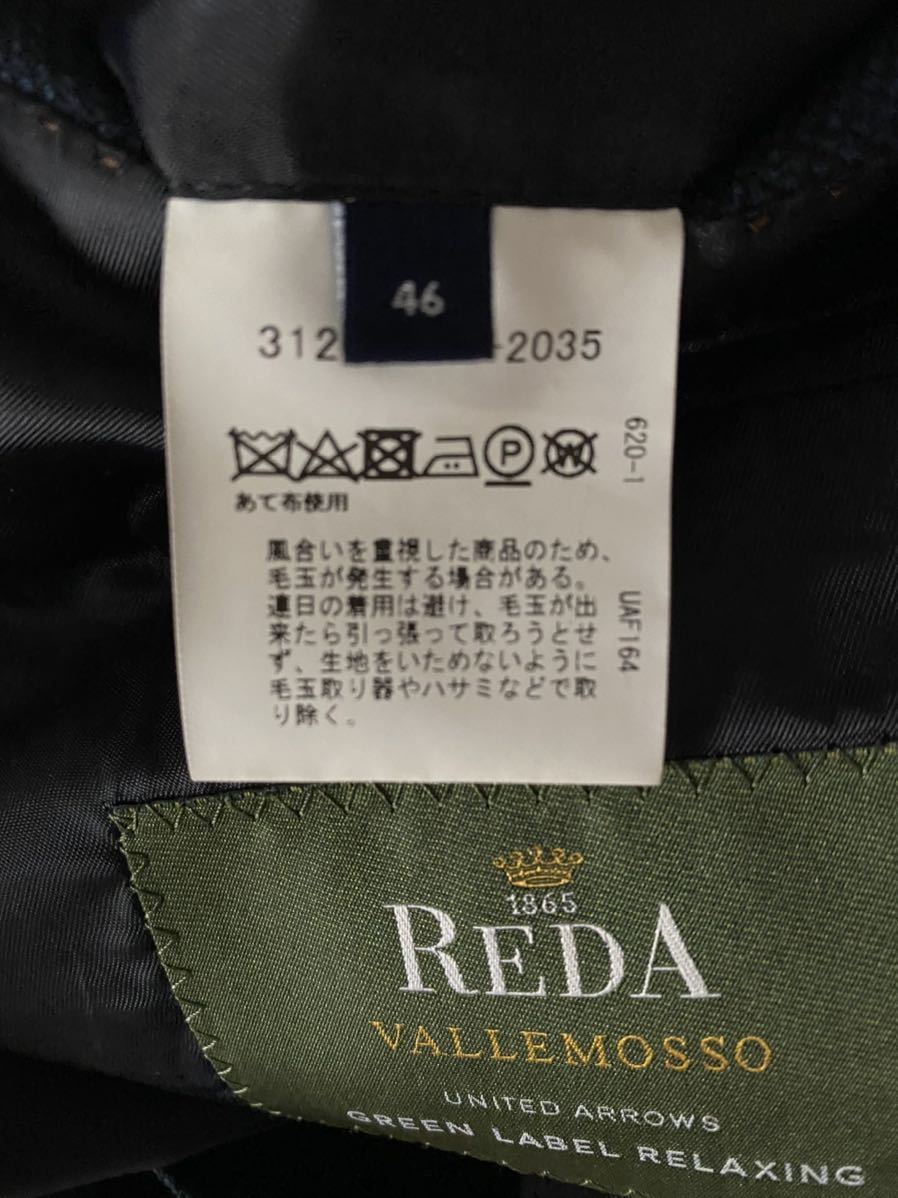 46
312
-2035
P
W
あて布使用
風合いを重視した商品のため、
毛玉が発生する場合がある。
連日の着用は避け、毛玉が出
来たら引っ張って取ろうとせ
ず、生地をいためないように
毛玉取り器やハサミなどで取
り除く。
620-1
UAF164
1865
REDA
VALLEMOSSO
UNITED ARROWS
GREEN LABEL RELAXING